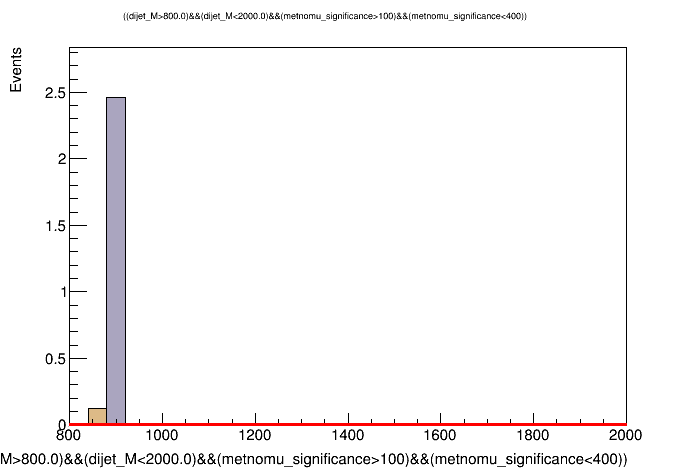 ((dijet_M>800.0)&&(dijet_M<2000.0)&&(metnomu_significance>100)&&(metnomu_significance<400))
Events
2.5
2
1.5
1
0.5
0
800 1000 1200 1400 1600 1800 2000
M>800.0)&&(dijet_M<2000.0)&&(metnomu_significance>100)&&(metnomu_significance<400))